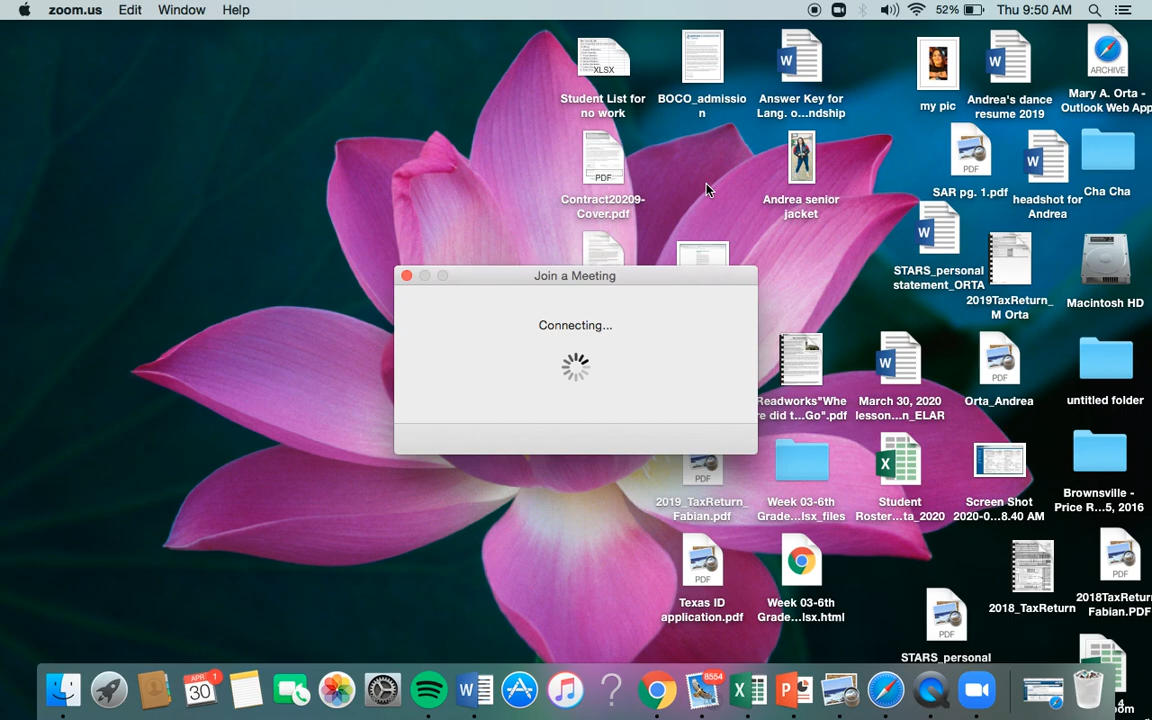 zoom.us Edit Window Help 52% Thu 9:50 AM
XLSX
Student List for
no work
BOCO_admissio
n
Answer Key for
Lang. o...ndship
my pic
Andrea's dance
resume 2019
ARCHIVE
Mary A. Orta -
Outlook Web App
PDF
Contract20209-
Cover.pdf
Andrea senior
jacket
PDF
SAR pg. 1.pdf
headshot for
Andrea
Cha Cha
STARS_personal
statement_ORTA
2019TaxReturn_
M Orta
Macintosh HD
Join a Meeting
Connecting...
Readworks"Whe
re did t...Go".pdf
March 30, 2020
lesson...n_ELAR
PDF
Orta_Andrea
untitled folder
PDF
2019_TaxReturn_
Fabian.pdf
Week 03-6th
Grade...lsx_files
Student
Roster...ta_2020
Screen Shot
2020-0...8.40 AM
Brownsville -
Price R...5, 2016
PDF
Texas ID
application.pdf
Week 03-6th
Grade...lsx.html
2018_TaxReturn
PDF
2018TaxReturn
Fabian.PDF
PDF
STARS_personal
APR
30
1
8554